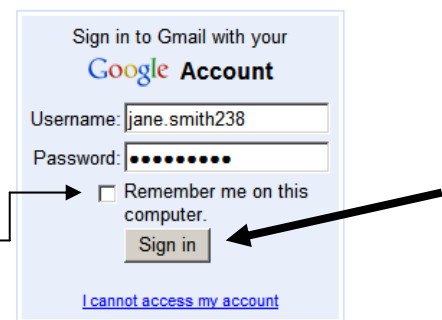 Sign in to Gmail with your
Google Account
Username: jane.smith238
Password: •••••••••
Remember me on this
computer.
Sign in
I cannot access my account